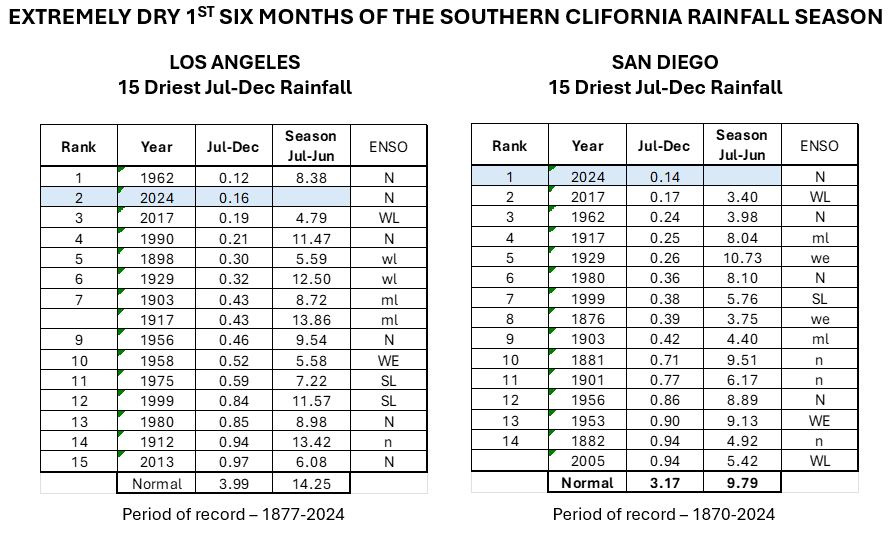 EXTREMELY DRY 1ST SIX MONTHS OF THE SOUTHERN CLIFORNIA RAINFALL SEASON
LOS ANGELES
15 Driest Jul-Dec Rainfall
Rank Year Jul-Dec Season Jul-Jun ENSO
1 1962 0.12 8.38 N
2 2024 0.16 N
3 2017 0.19 4.79 WL
4 1990 0.21 11.47 N
5 1898 0.30 5.59 wl
6 1929 0.32 12.50 wl
7 1903 0.43 8.72 ml
1917 0.43 13.86 ml
9 1956 0.46 9.54 N
10 1958 0.52 5.58 WE
11 1975 0.59 7.22 SL
12 1999 0.84 11.57 SL
13 1980 0.85 8.98 N
14 1912 0.94 13.42 n
15 2013 0.97 6.08 N
Normal 3.99 14.25
Period of record – 1877-2024
SAN DIEGO
15 Driest Jul-Dec Rainfall
Rank Year Jul-Dec Season Jul-Jun ENSO
1 2024 0.14 N
2 2017 0.17 3.40 WL
3 1962 0.24 3.98 N
4 1917 0.25 8.04 ml
5 1929 0.26 10.73 we
6 1980 0.36 8.10 N
7 1999 0.38 5.76 SL
8 1876 0.39 3.75 we
9 1903 0.42 4.40 ml
10 1881 0.71 9.51 n
11 1901 0.77 6.17 n
12 1956 0.86 8.89 N
13 1953 0.90 9.13 WE
14 1882 0.94 4.92 n
2005 0.94 5.42 WL
Normal 3.17 9.79
Period of record – 1870-2024